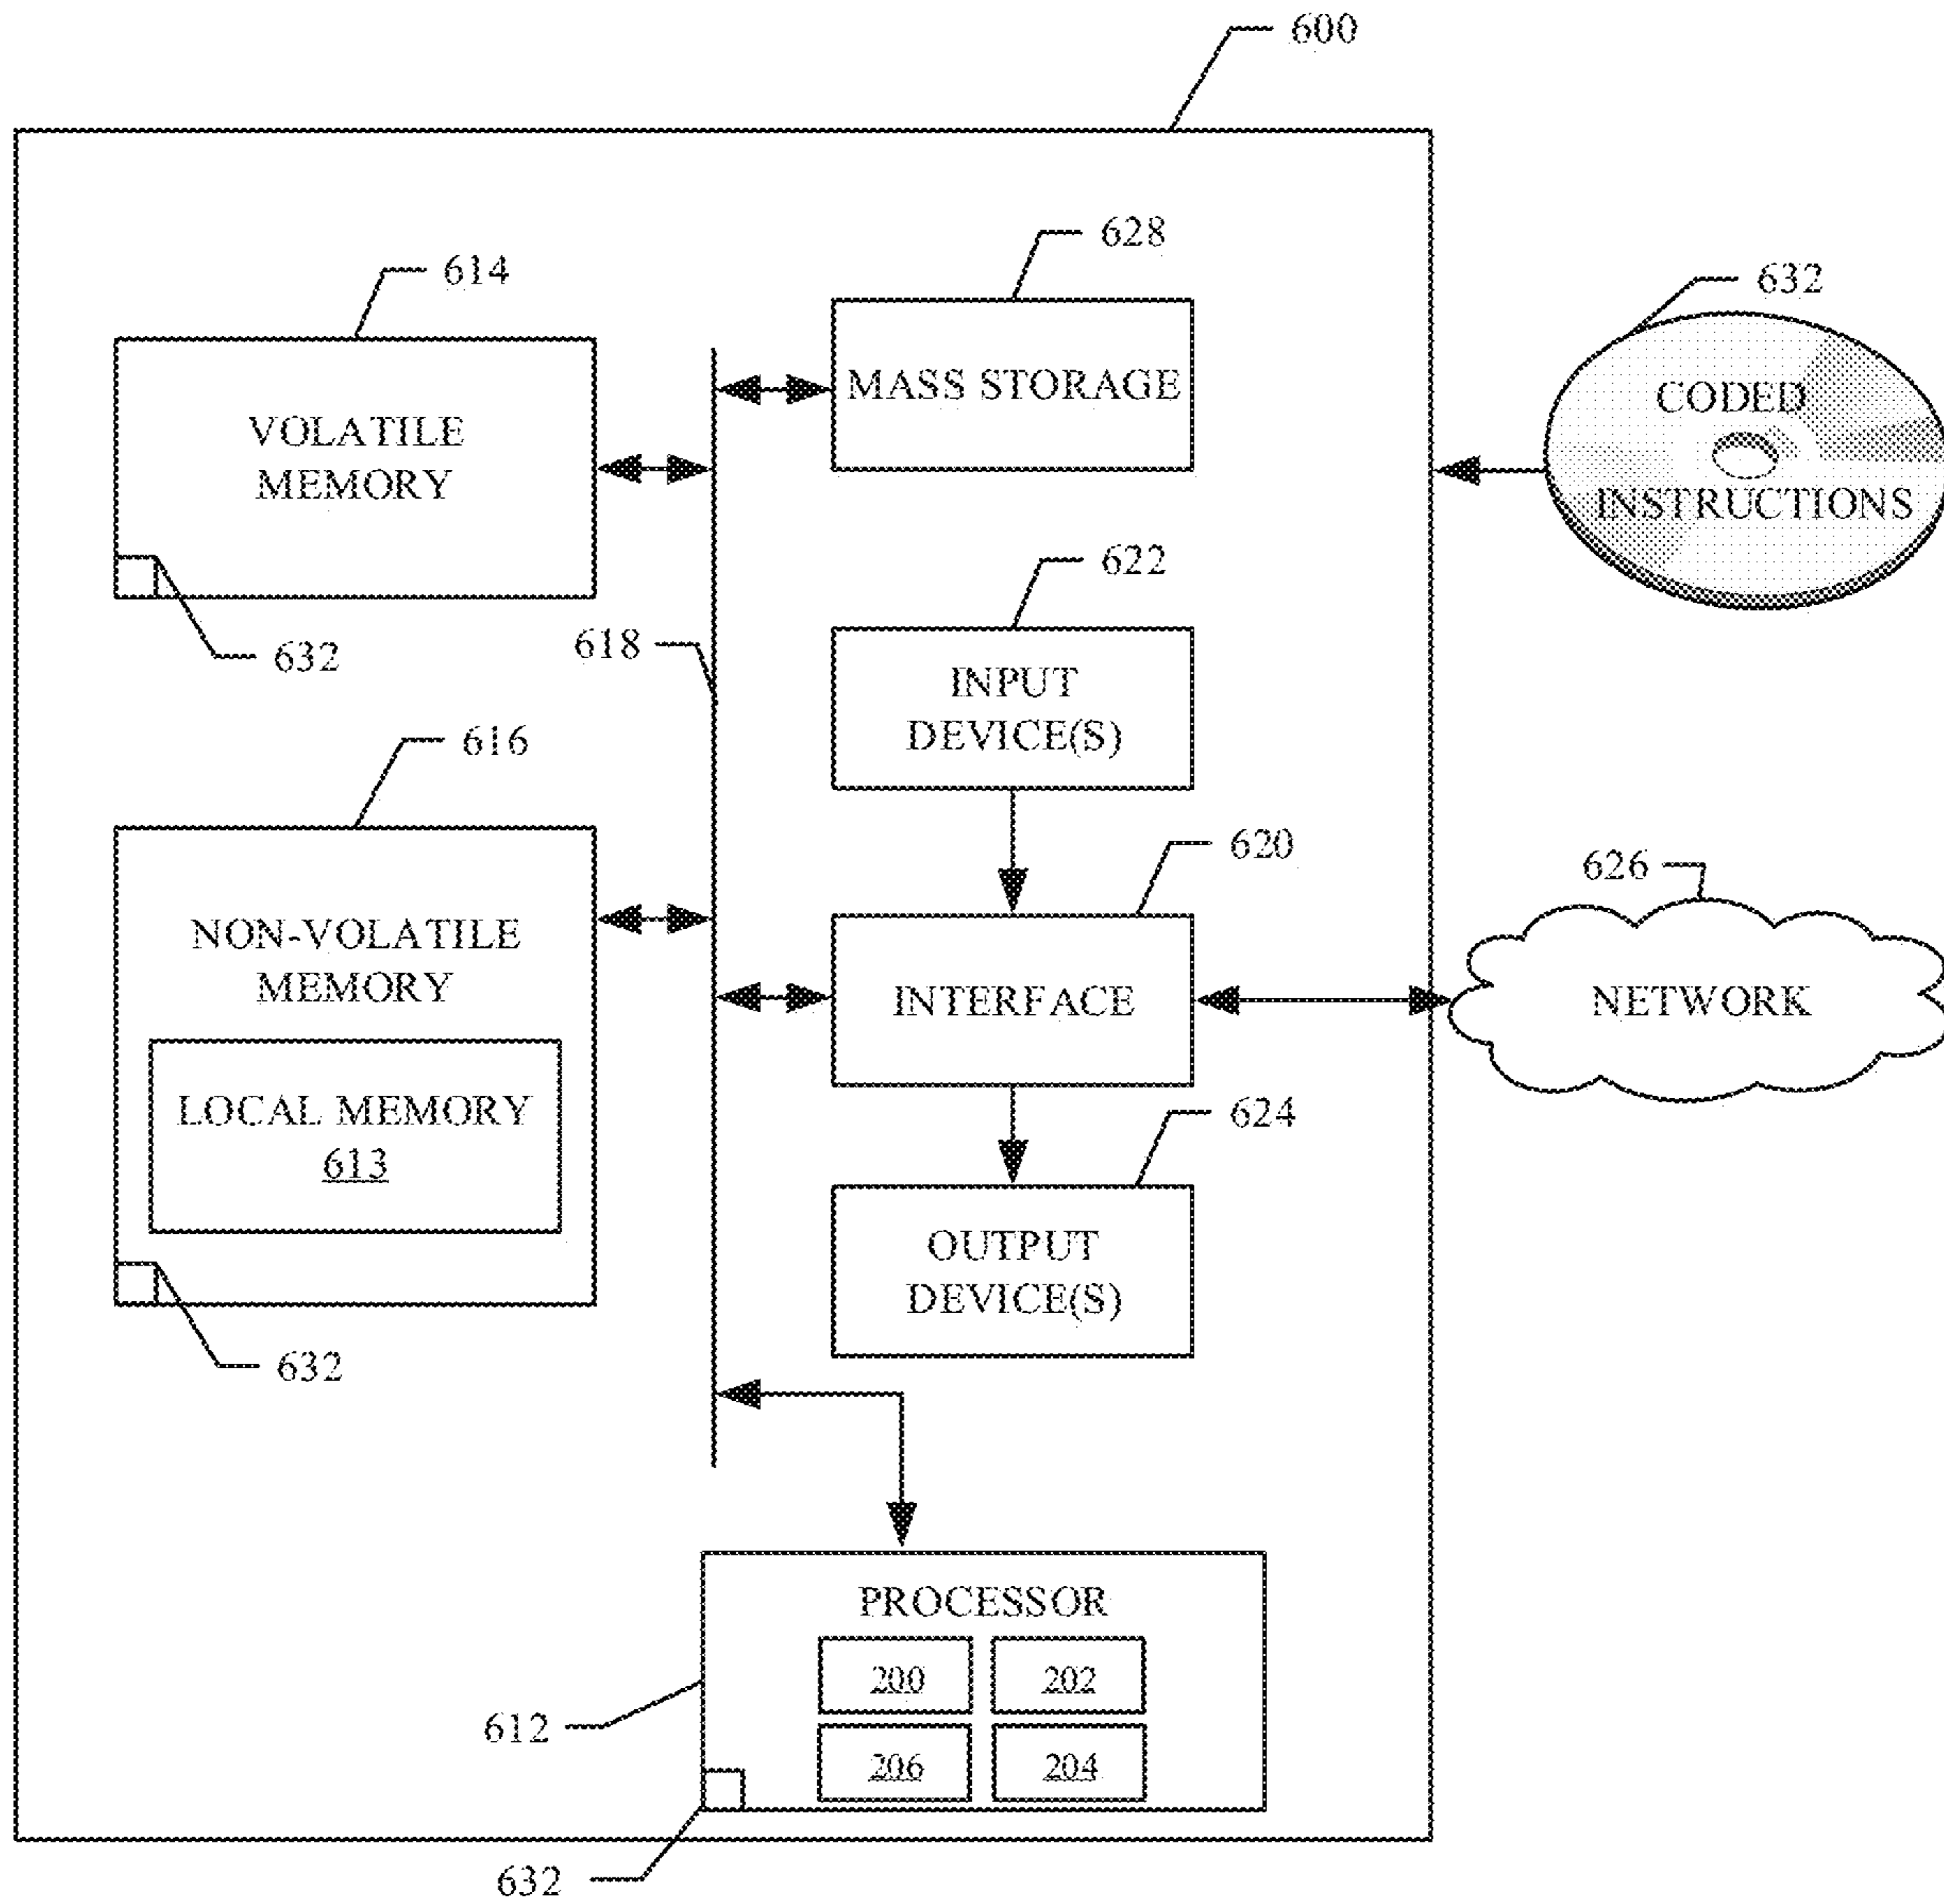 600
628
614
632
MASS STORAGE
CODED
VOLATILE
MEMORY
INSTRUCTIONS
622
632
618
INPUT
DEVICE(S)
616
620
626
NON-VOLATILE
MEMORY
INTERFACE
NETWORK
LOCAL MEMORY
613
624
OUTPUT
DEVICE(S)
632
PROCESSOR
200 202
612
206 204
632